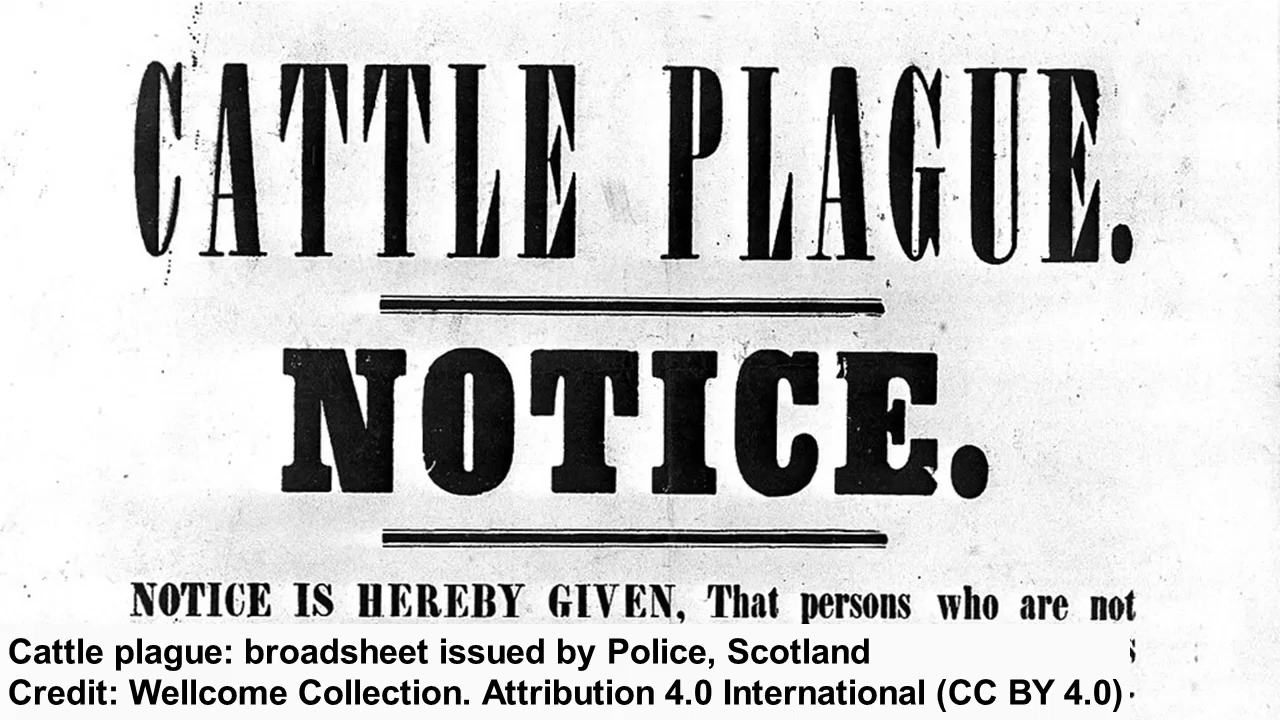 CATTLE PLAGUE.
NOTICE.
NOTICE IS HEREBY GIVEN, That persons who are not
Cattle plague: broadsheet issued by Police, Scotland
Credit: Wellcome Collection. Attribution 4.0 International (CC BY 4.0)